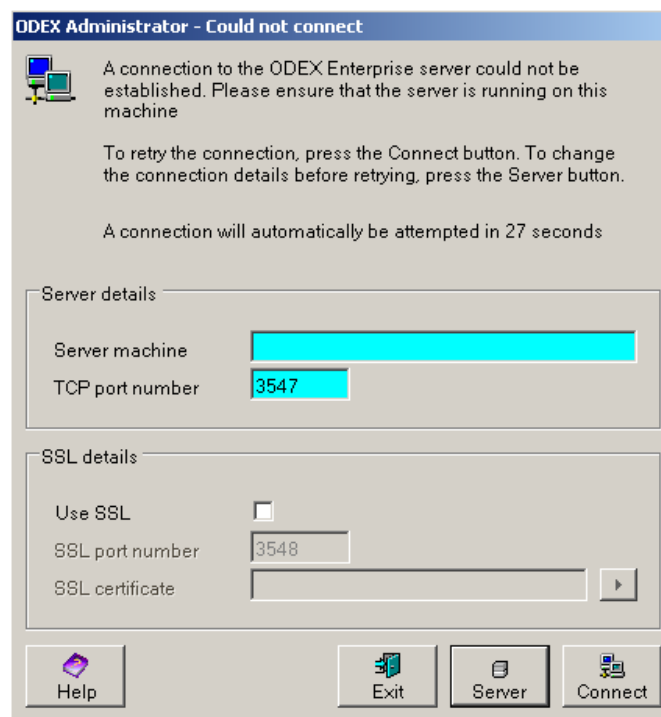 ODEX Administrator - Could not connect
A connection to the ODEX Enterprise server could not be
established. Please ensure that the server is running on this
machine
To retry the connection, press the Connect button. To change
the connection details before retrying, press the Server button.
A connection will automatically be attempted in 27 seconds
Server details
Server machine
TCP port number 3547
SSL details
Use SSL
SSL port number 3548
SSL certificate
Help Exit Server Connect